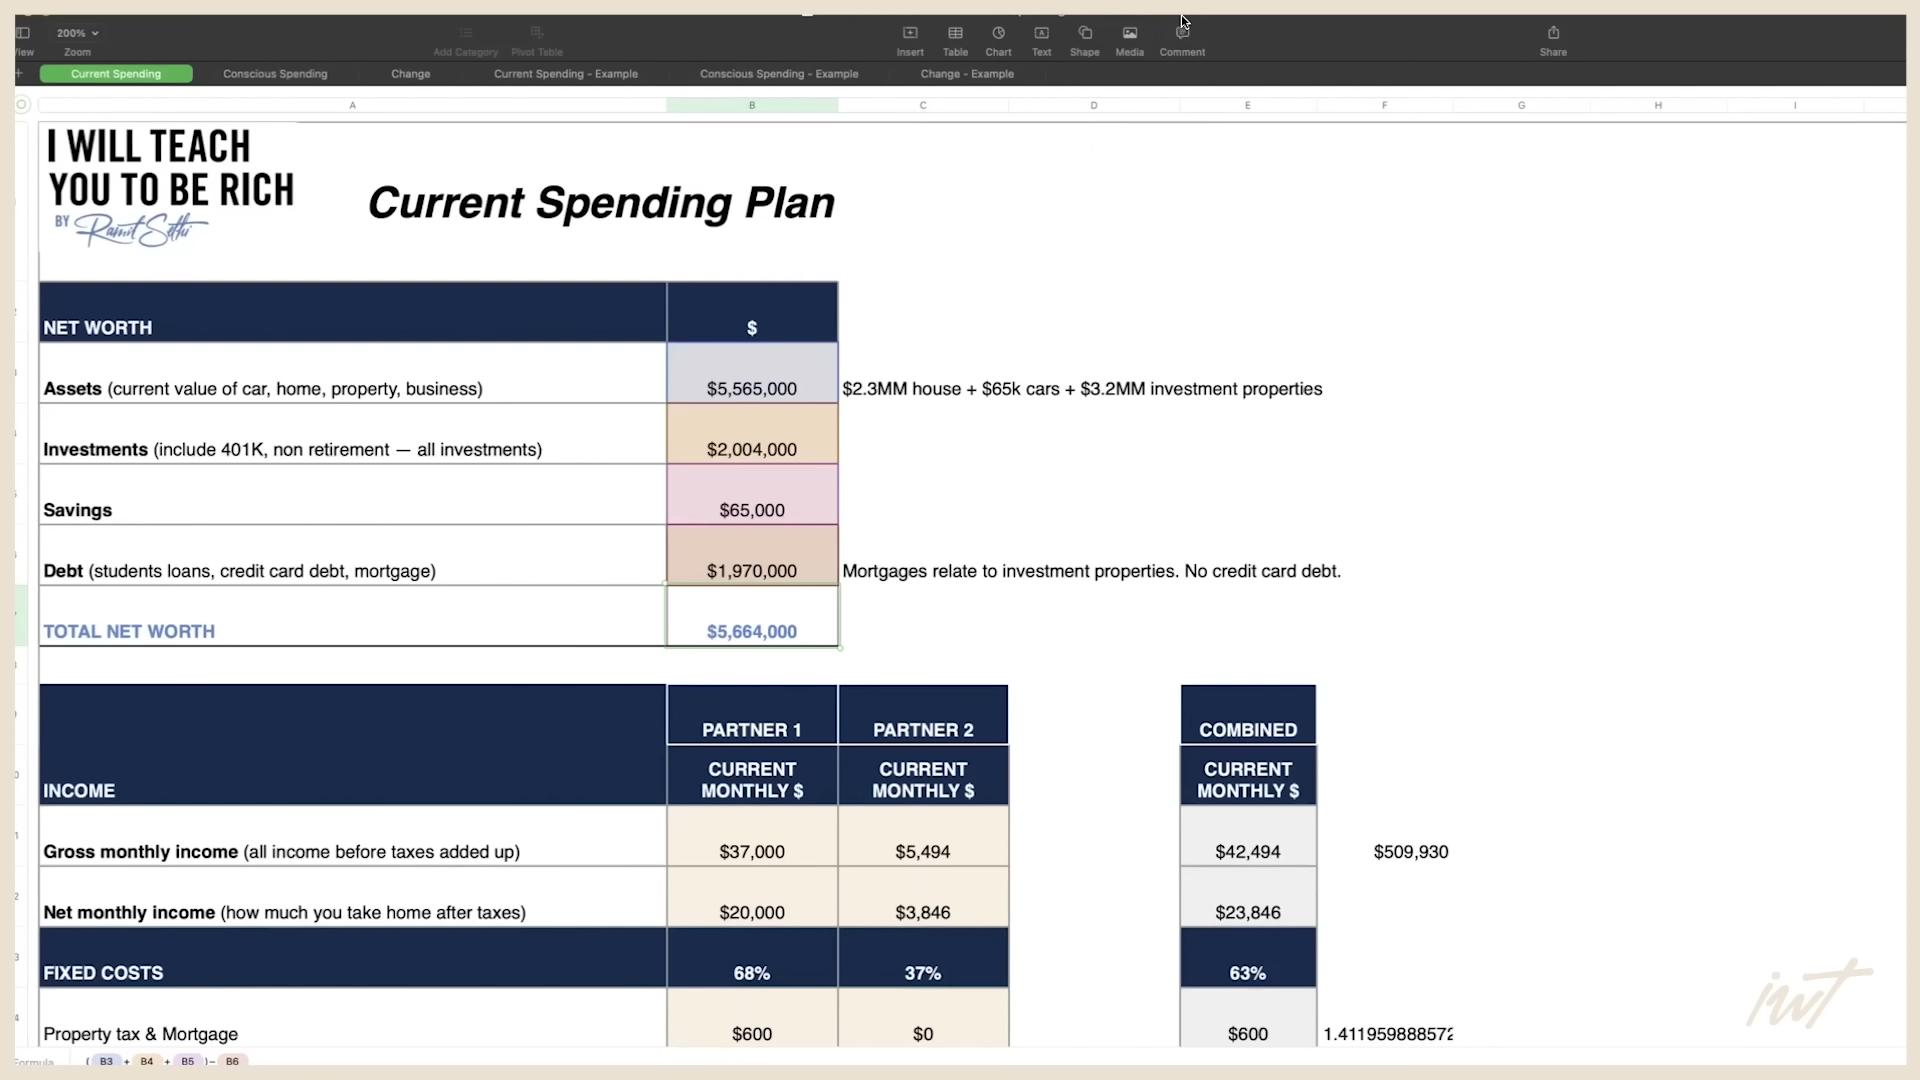 200%
Zoom
Add Category
Pivot Table
Insert
Table
Chart
Text
Shape
Media
Comment
Share
+
Current Spending
Conscious Spending
Change
Current Spending - Example
Conscious Spending - Example
Change - Example
A B C D E F G H I
I WILL TEACH
YOU TO BE RICH
BY Ramit Sethi
Current Spending Plan
NET WORTH $
Assets (current value of car, home, property, business) $5,565,000 $2.3MM house + $65k cars + $3.2MM investment properties
Investments (include 401K, non retirement — all investments) $2,004,000
Savings $65,000
Debt (students loans, credit card debt, mortgage) $1,970,000 Mortgages relate to investment properties. No credit card debt.
TOTAL NET WORTH $5,664,000
PARTNER 1 PARTNER 2 COMBINED
CURRENT CURRENT CURRENT
INCOME MONTHLY $ MONTHLY $ MONTHLY $
Gross monthly income (all income before taxes added up) $37,000 $5,494 $42,494 $509,930
Net monthly income (how much you take home after taxes) $20,000 $3,846 $23,846
FIXED COSTS 68% 37% 63%
Property tax & Mortgage $600 $0 $600 1.411959888572
( B3 + B4 + B5 ) − B6
iwt